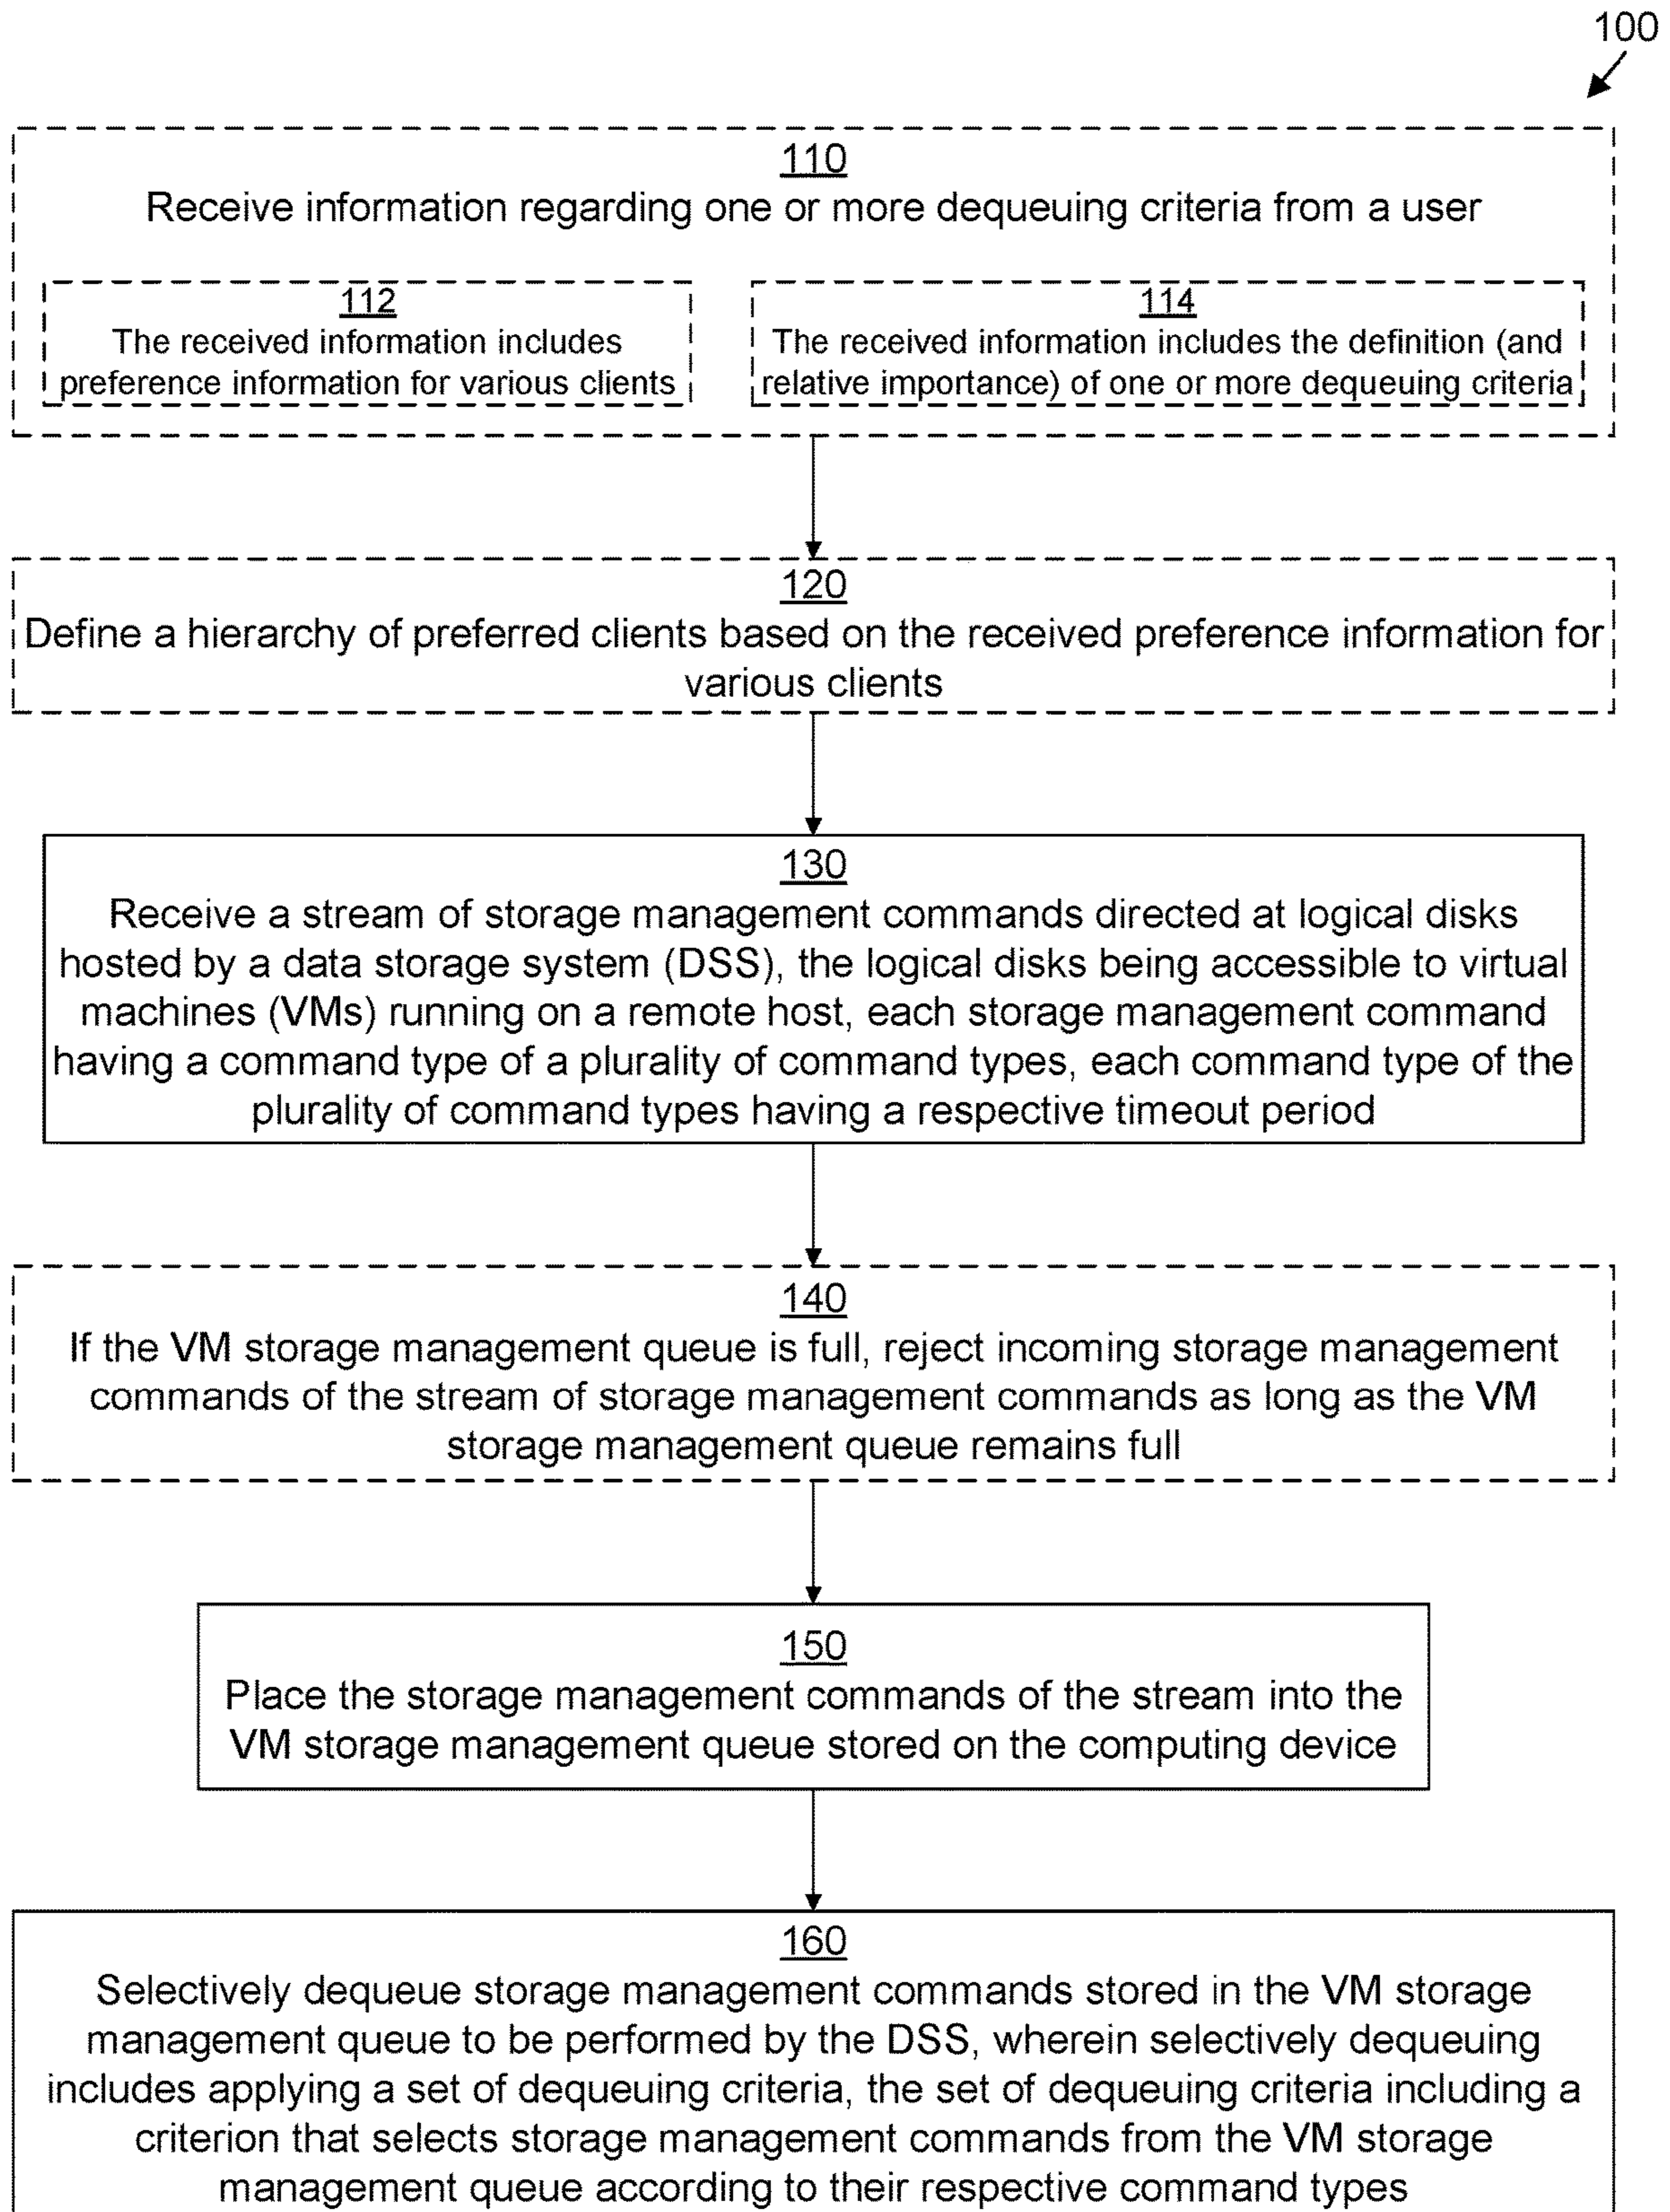 100
110
Receive information regarding one or more dequeuing criteria from a user
112
The received information includes
preference information for various clients
114
The received information includes the definition (and
relative importance) of one or more dequeuing criteria
120
Define a hierarchy of preferred clients based on the received preference information for
various clients
130
Receive a stream of storage management commands directed at logical disks
hosted by a data storage system (DSS), the logical disks being accessible to virtual
machines (VMs) running on a remote host, each storage management command
having a command type of a plurality of command types, each command type of the
plurality of command types having a respective timeout period
140
If the VM storage management queue is full, reject incoming storage management
commands of the stream of storage management commands as long as the VM
storage management queue remains full
150
Place the storage management commands of the stream into the
VM storage management queue stored on the computing device
160
Selectively dequeue storage management commands stored in the VM storage
management queue to be performed by the DSS, wherein selectively dequeuing
includes applying a set of dequeuing criteria, the set of dequeuing criteria including a
criterion that selects storage management commands from the VM storage
management queue according to their respective command types